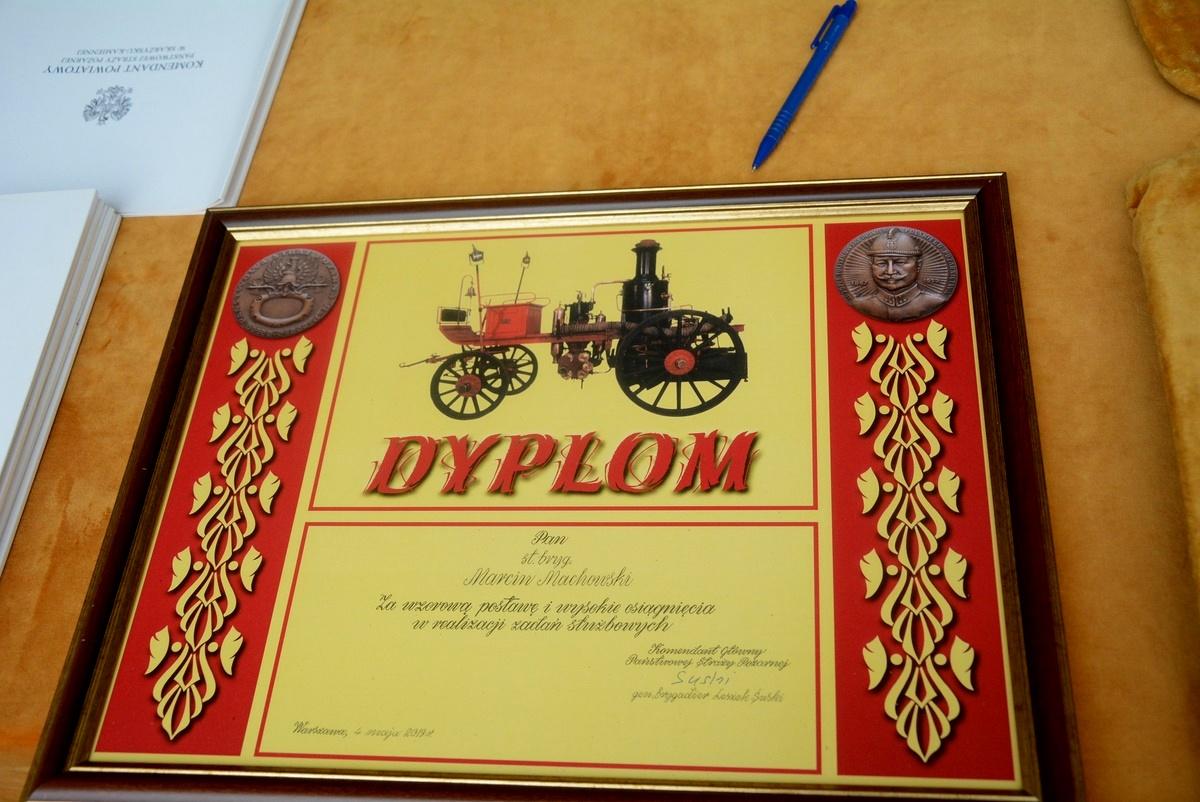 KOMENDANT POWIATOWY
PAŃSTWOWEJ STRAŻY POŻARNEJ
W SKARŻYSKU-KAMIENNEJ
DYPLOM
Pan
st. bryg.
Marcin Machowski
Za wzorową postawę i wysokie osiągnięcia
w realizacji zadań służbowych
Komendant Główny
Państwowej Straży Pożarnej
Suski
gen. brygadier Leszek Suski
Warszawa, 4 maja 2019 r.